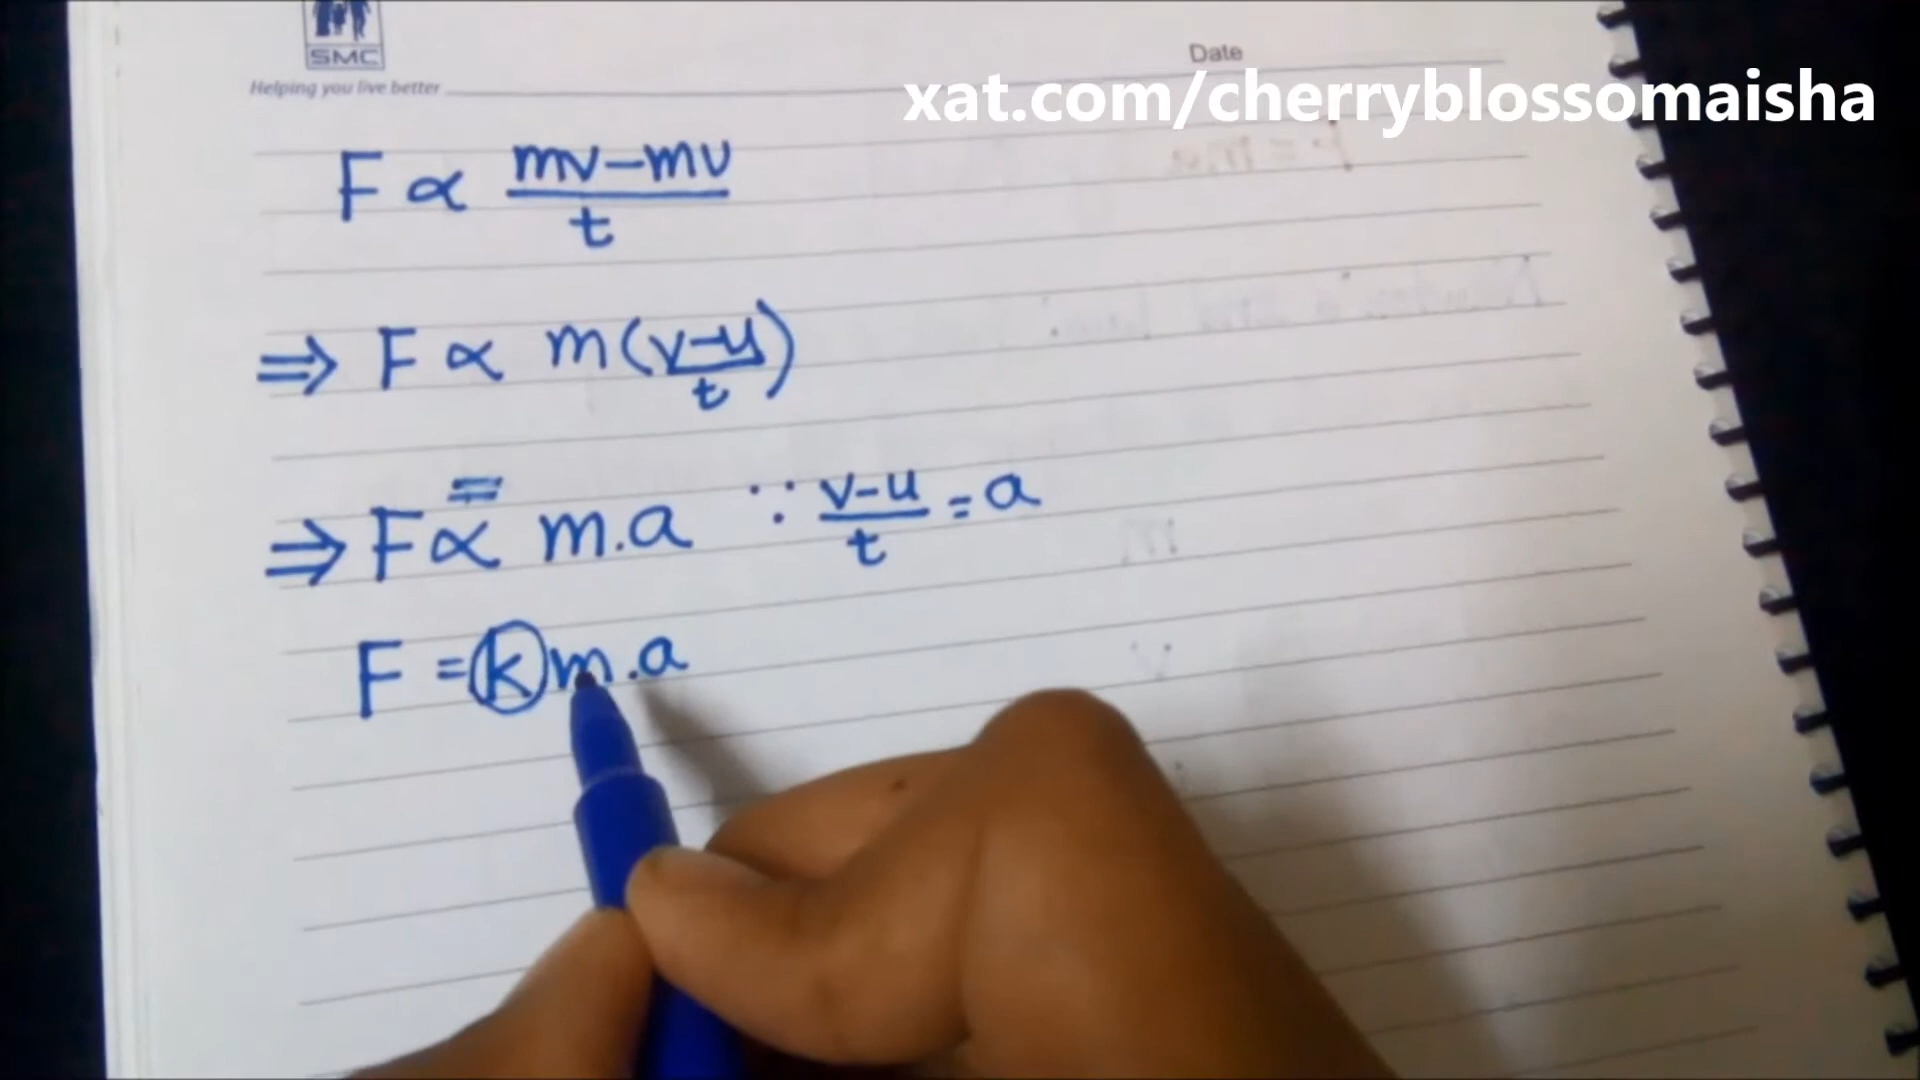 SMC
Date
Helping you live better
xat.com/cherryblossomaisha
F ∝ mv-mu/t
⇒ F ∝ m(v-u/t)
=
⇒ F ∝ m.a ∵ v-u/t = a
F = k m.a